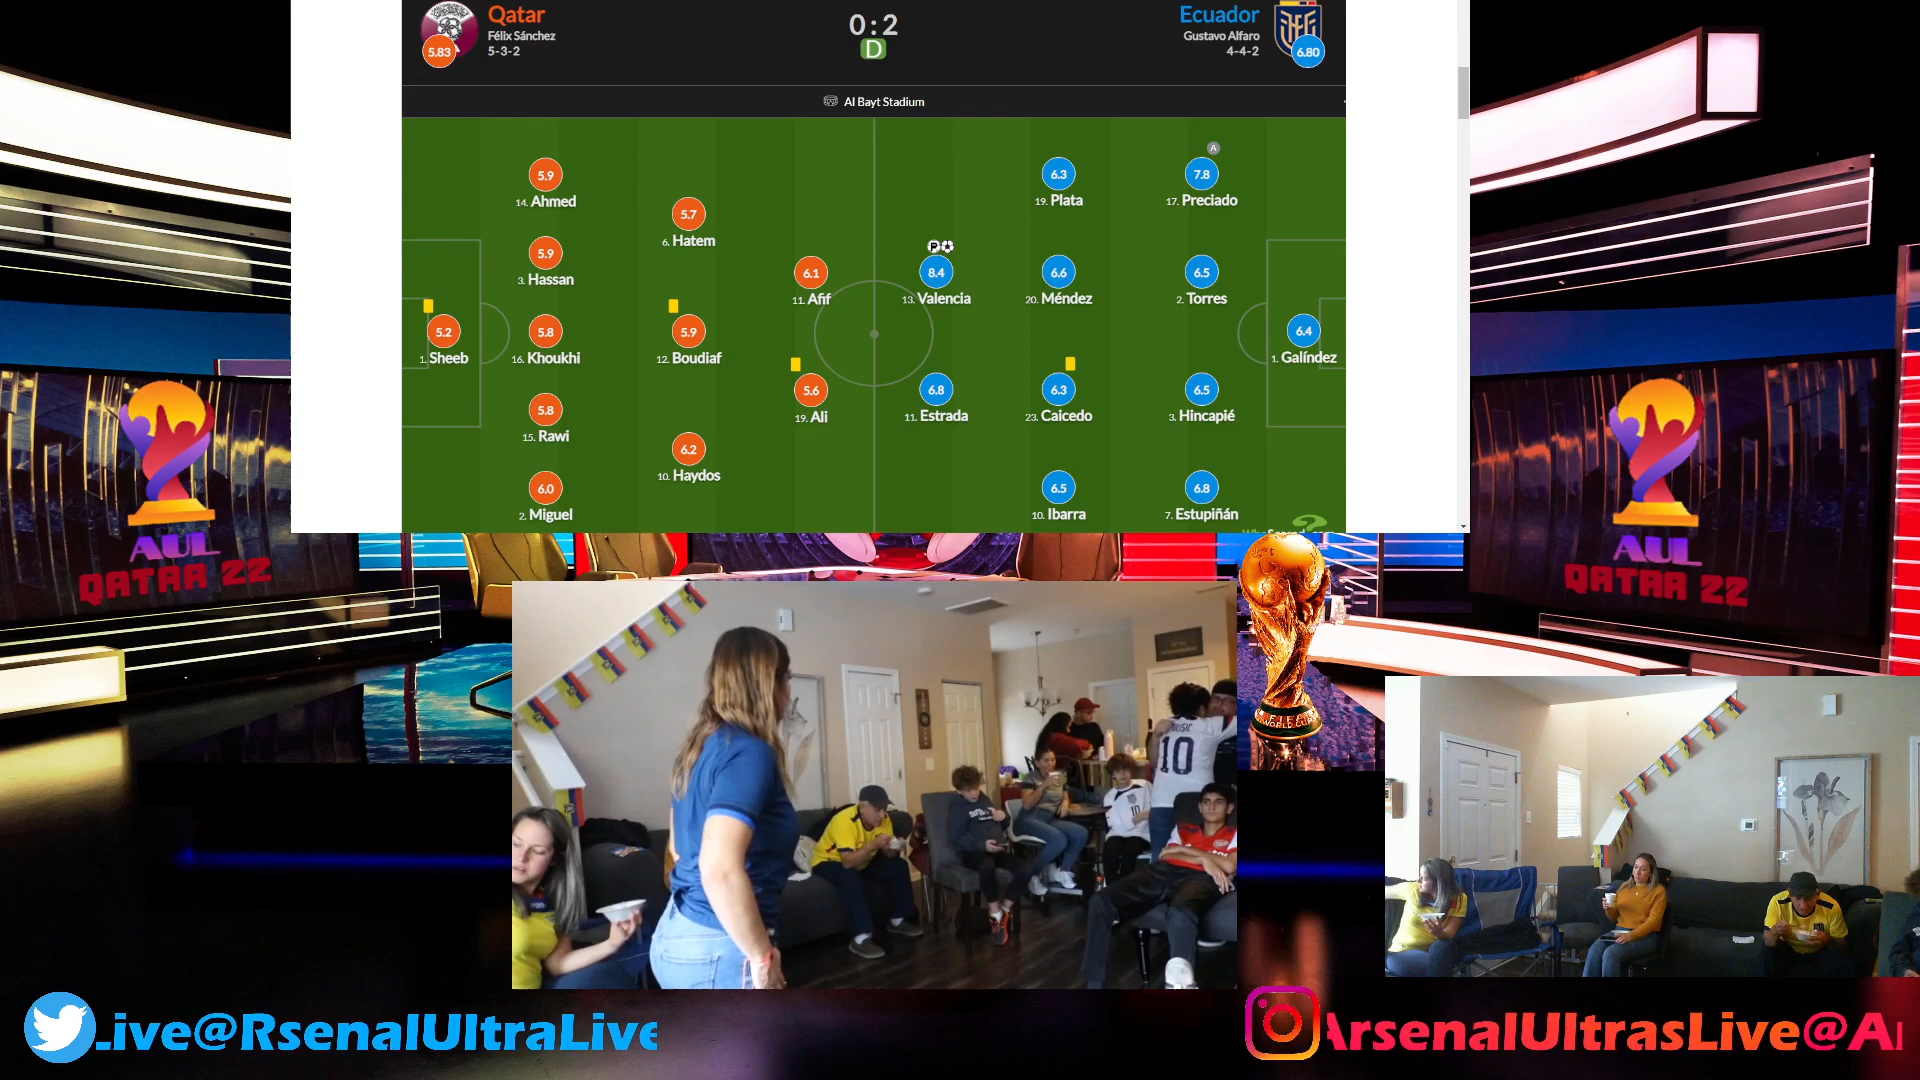 Qatar
Félix Sánchez
5-3-2
5.83
0:2
D
Ecuador
Gustavo Alfaro
4-4-2
6.80
Al Bayt Stadium
A
5.9
14. Ahmed
5.7
6. Hatem
6.3
19. Plata
7.8
17. Preciado
5.9
3. Hassan
6.1
11. Afif
P
8.4
13. Valencia
6.6
20. Méndez
6.5
2. Torres
5.2
1. Sheeb
5.8
16. Khoukhi
5.9
12. Boudiaf
6.4
1. Galíndez
5.8
15. Rawi
5.6
19. Ali
6.8
11. Estrada
6.3
23. Caicedo
6.5
3. Hincapié
6.2
10. Haydos
6.0
2. Miguel
6.5
10. Ibarra
6.8
7. Estupiñán
AUL
QATAR 22
AUL
QATAR 22
FIFA
WORLD CUP
10
10
Live@RsenalUltraLive
ArsenalUltrasLive@A